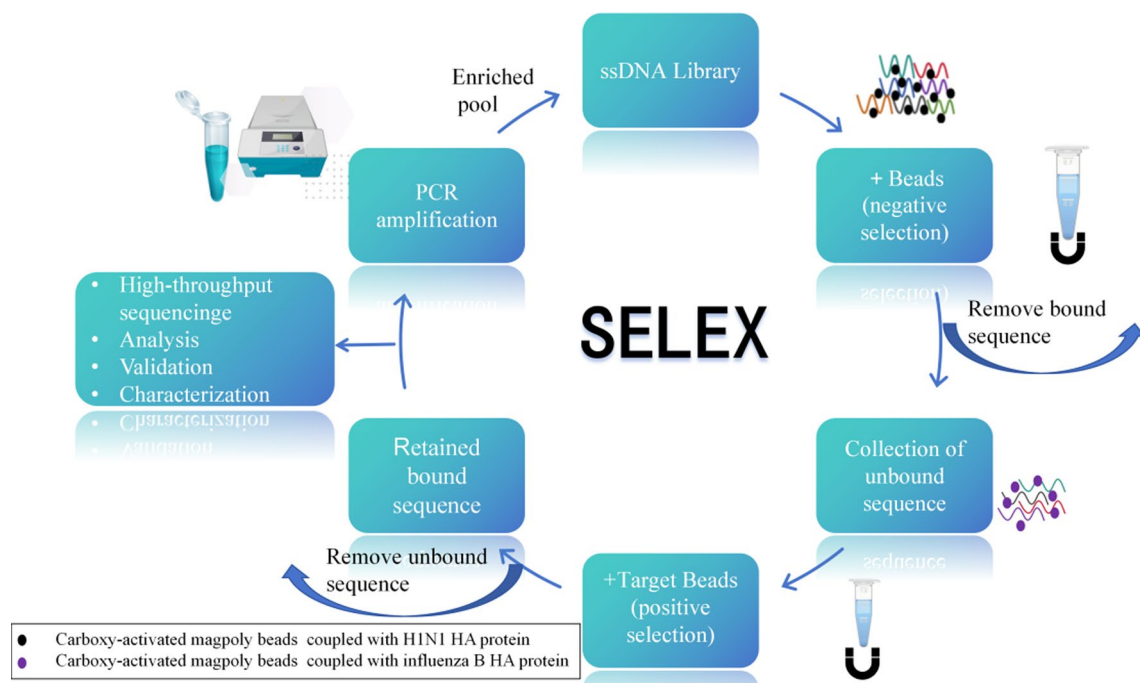 ssDNA Library
Enriched
pool
+ Beads
(negative
selection)
PCR
amplification
• High-throughput
sequencinge
• Analysis
• Validation
• Characterization
SELEX
Remove bound
sequence
Retained
bound
sequence
Collection of
unbound
sequence
Remove unbound
sequence
+Target Beads
(positive
selection)
Carboxy-activated magpoly beads coupled with H1N1 HA protein
Carboxy-activated magpoly beads coupled with influenza B HA protein